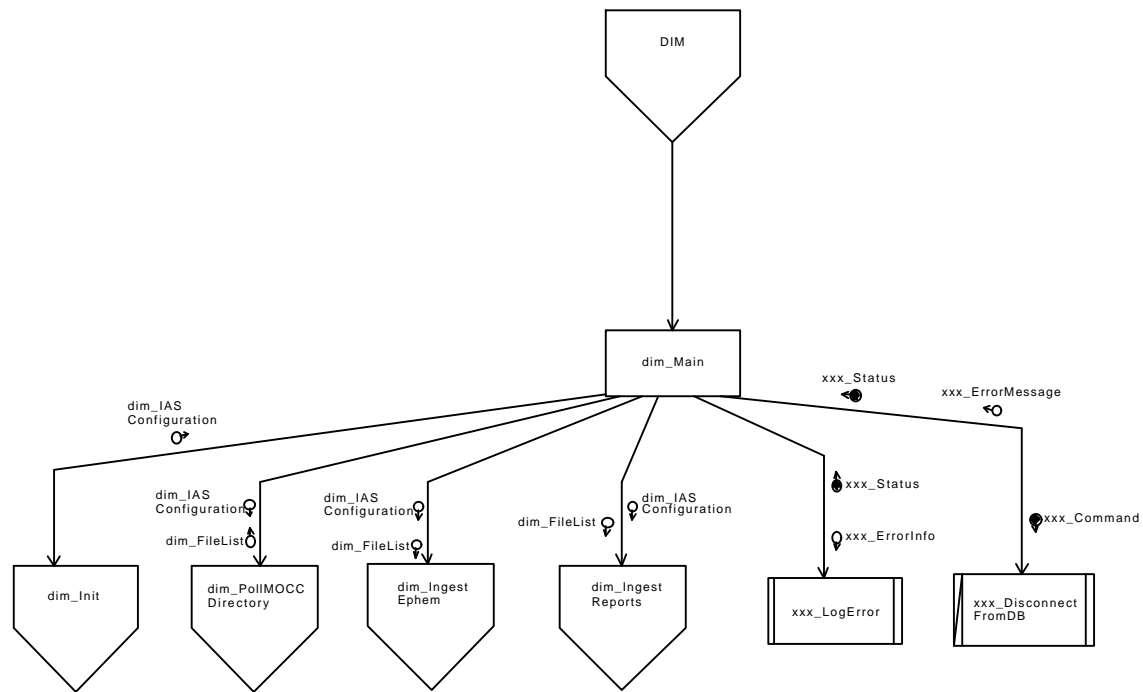 DIM
dim_Main
xxx_Status
xxx_ErrorMessage
dim_IAS
Configuration
dim_IAS
Configuration
dim_FileList
dim_IAS
Configuration
dim_FileList
dim_FileList
dim_IAS
Configuration
xxx_Status
xxx_ErrorInfo
xxx_Command
dim_Init
dim_PollMOCC
Directory
dim_Ingest
Ephem
dim_Ingest
Reports
xxx_LogError
xxx_Disconnect
FromDB